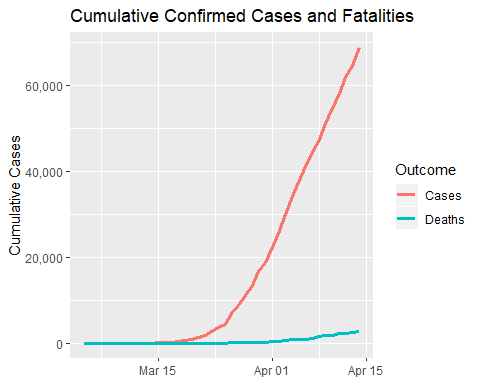 Cumulative Confirmed Cases and Fatalities
Cumulative Cases
60,000
40,000
20,000
0
Mar 15
Apr 01
Apr 15
Outcome
Cases
Deaths